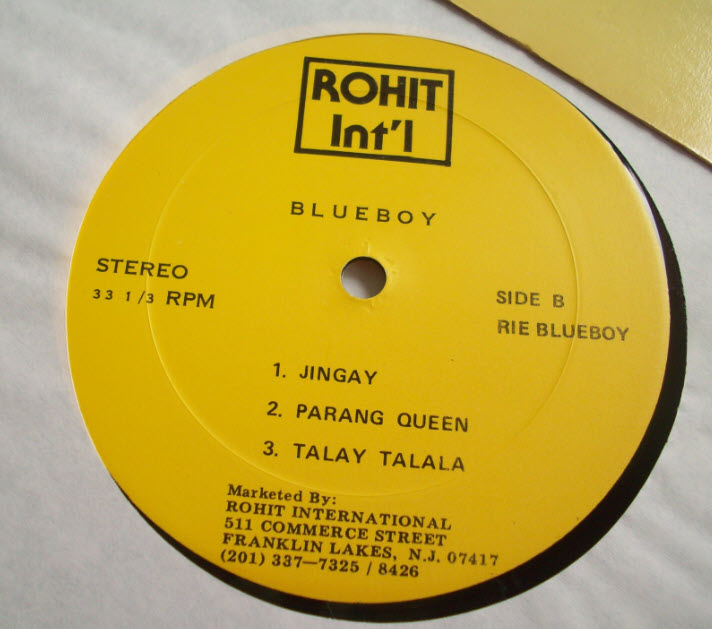 ROHIT
Int'l
BLUEBOY
STEREO
33 1/3 RPM
SIDE B
RIE BLUEBOY
1. JINGAY
2. PARANG QUEEN
3. TALAY TALALA
Marketed By:
ROHIT INTERNATIONAL
511 COMMERCE STREET
FRANKLIN LAKES, N.J. 07417
(201) 337—7325 / 8426